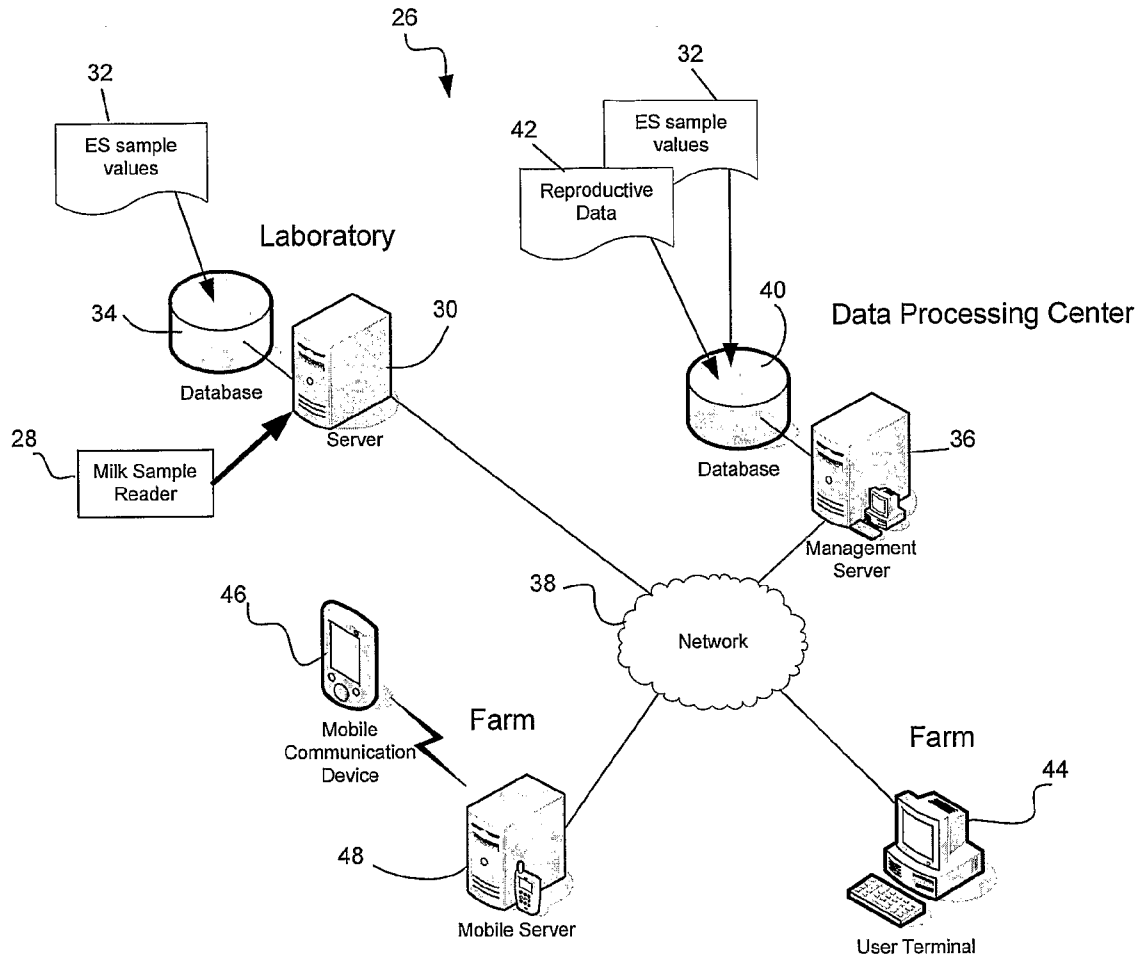 26
32
ES sample
values
32
ES sample
values
42
Reproductive
Data
Laboratory
34
Database
30
Server
40
Data Processing Center
Database
36
Management
Server
28
Milk Sample
Reader
38
Network
46
Mobile
Communication
Device
Farm
Farm
44
48
Mobile Server
User Terminal